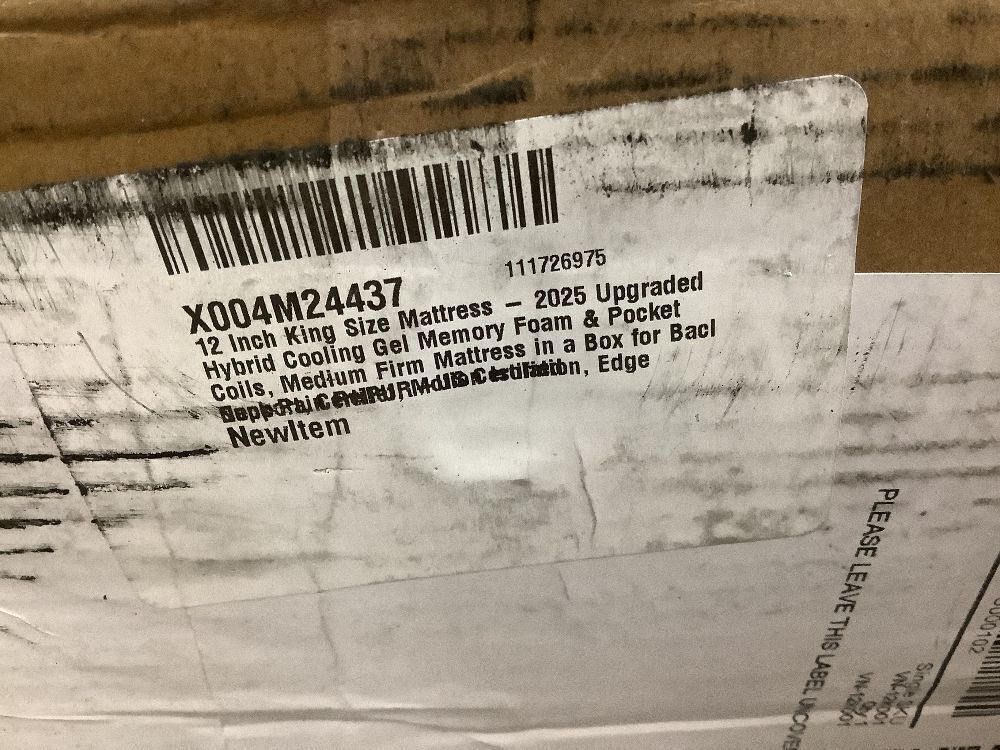 111726975
X004M24437
12 Inch King Size Mattress – 2025 Upgraded
Hybrid Cooling Gel Memory Foam & Pocket
Coils, Medium Firm Mattress in a Box for Bacl
Edge
NewItem
PLEASE LEAVE THIS LABEL UNCOVE